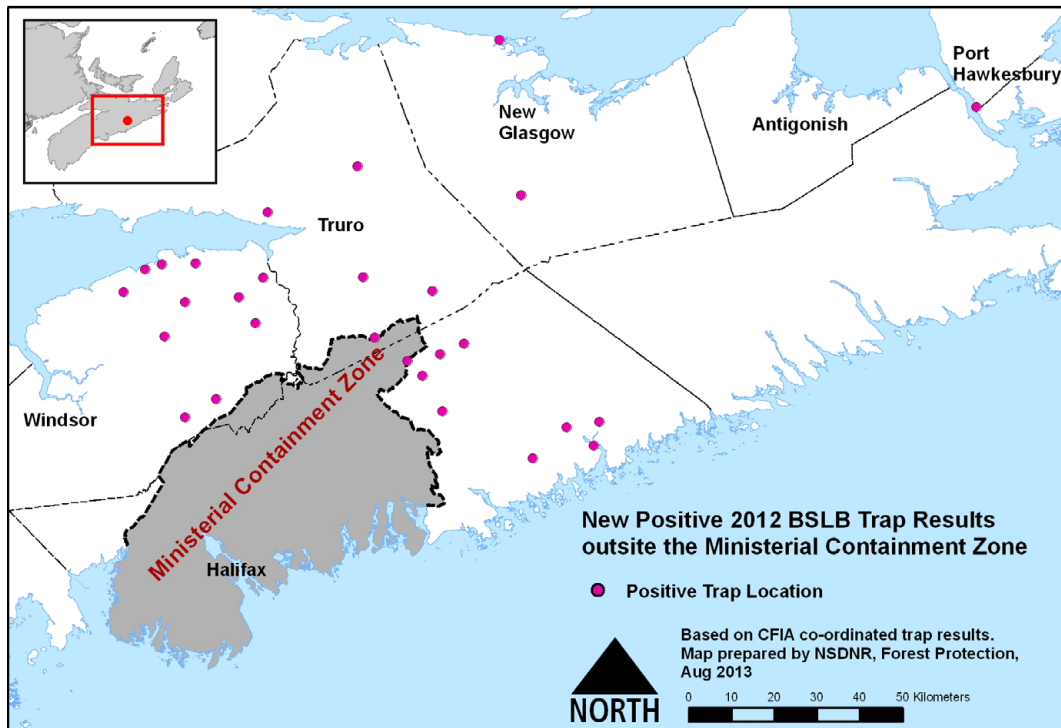 Port
Hawkesbury
New
Glasgow
Antigonish
Truro
Windsor
Ministerial Containment Zone
Halifax
New Positive 2012 BSLB Trap Results
outsite the Ministerial Containment Zone
Positive Trap Location
Based on CFIA co-ordinated trap results.
Map prepared by NSDNR, Forest Protection,
Aug 2013
NORTH
0 10 20 30 40 50 Kilometers